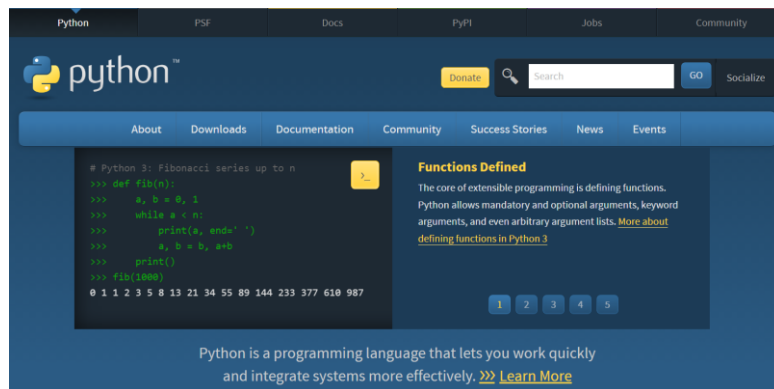 Python PSF Docs PyPI Jobs Community
python™
Donate Search GO Socialize
About Downloads Documentation Community Success Stories News Events
# Python 3: Fibonacci series up to n
>>> def fib(n):
>>>     a, b = 0, 1
>>>     while a < n:
>>>         print(a, end=' ')
>>>         a, b = b, a+b
>>>     print()
>>> fib(1000)
0 1 1 2 3 5 8 13 21 34 55 89 144 233 377 610 987
>_
Functions Defined
The core of extensible programming is defining functions.
Python allows mandatory and optional arguments, keyword
arguments, and even arbitrary argument lists. More about
defining functions in Python 3
1 2 3 4 5
Python is a programming language that lets you work quickly
and integrate systems more effectively. >>> Learn More